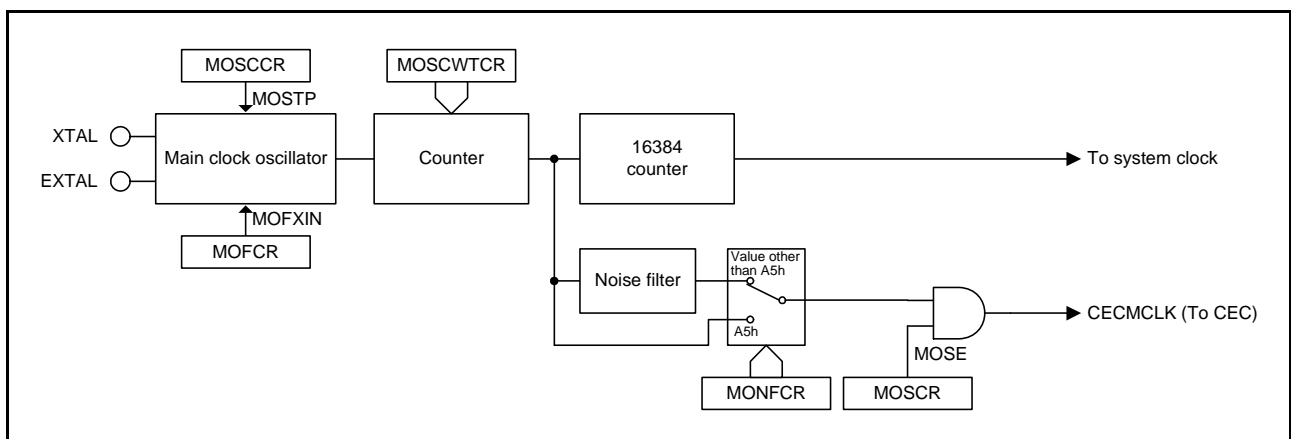 MOSCCR
MOSCWTCR
MOSTP
XTAL
EXTAL
Main clock oscillator
Counter
16384
counter
To system clock
MOFXIN
MOFCR
Noise filter
Value other
than A5h
A5h
CECMCLK (To CEC)
MOSE
MONFCR
MOSCR